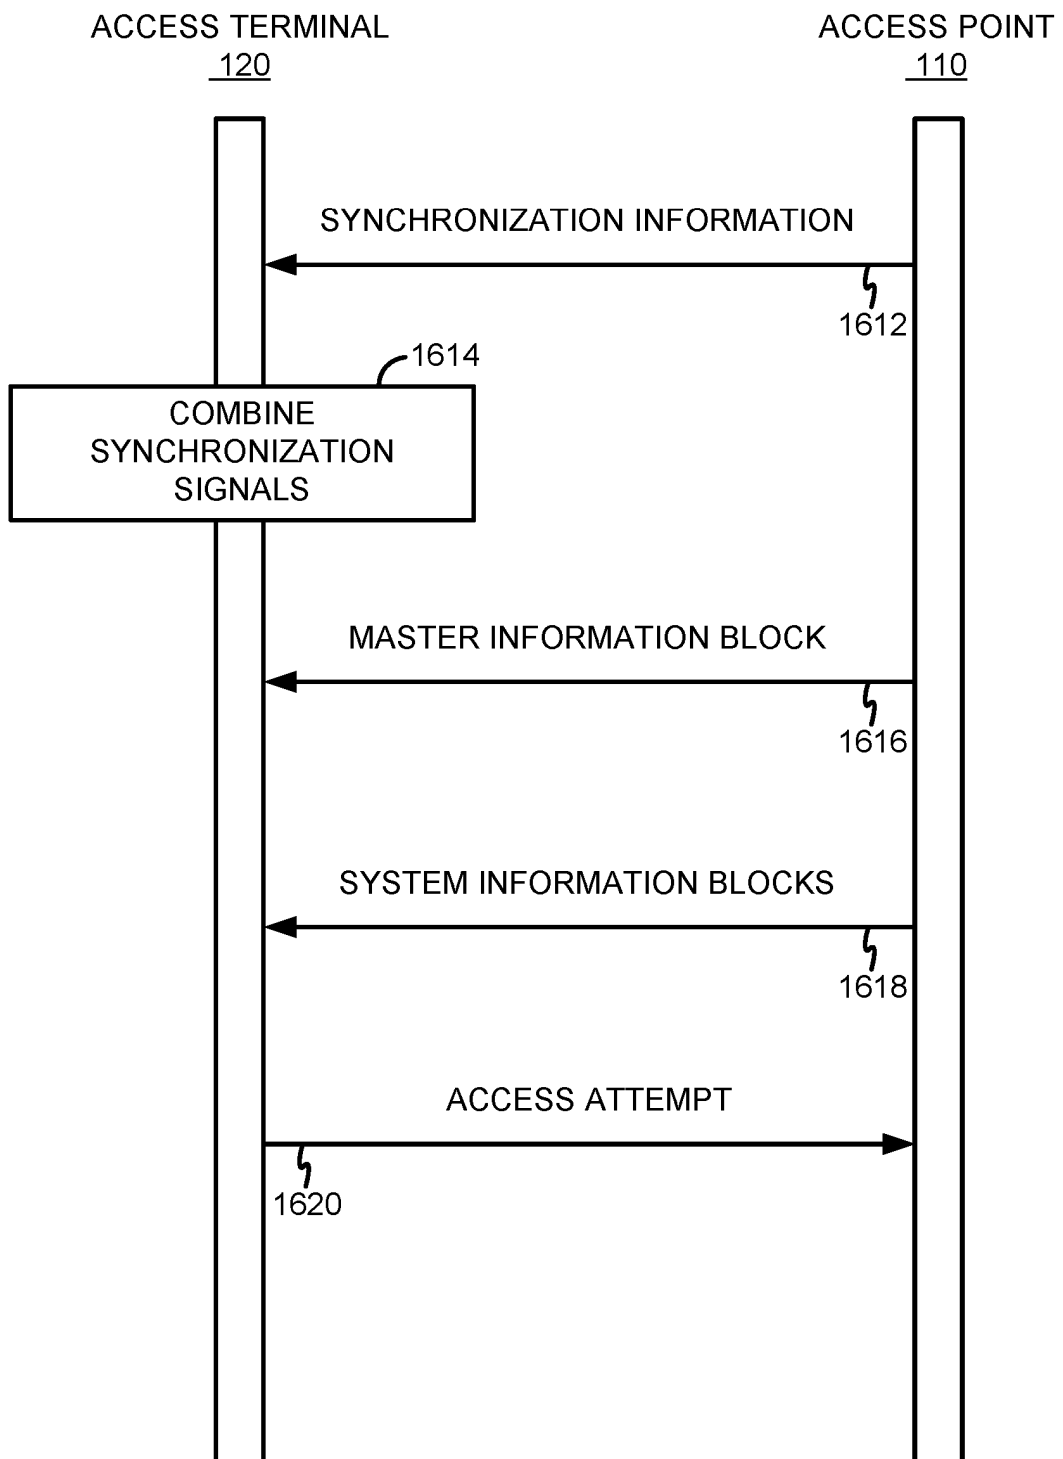 ACCESS TERMINAL
120
ACCESS POINT
110
SYNCHRONIZATION INFORMATION
1612
1614
COMBINE
SYNCHRONIZATION
SIGNALS
MASTER INFORMATION BLOCK
1616
SYSTEM INFORMATION BLOCKS
1618
ACCESS ATTEMPT
1620